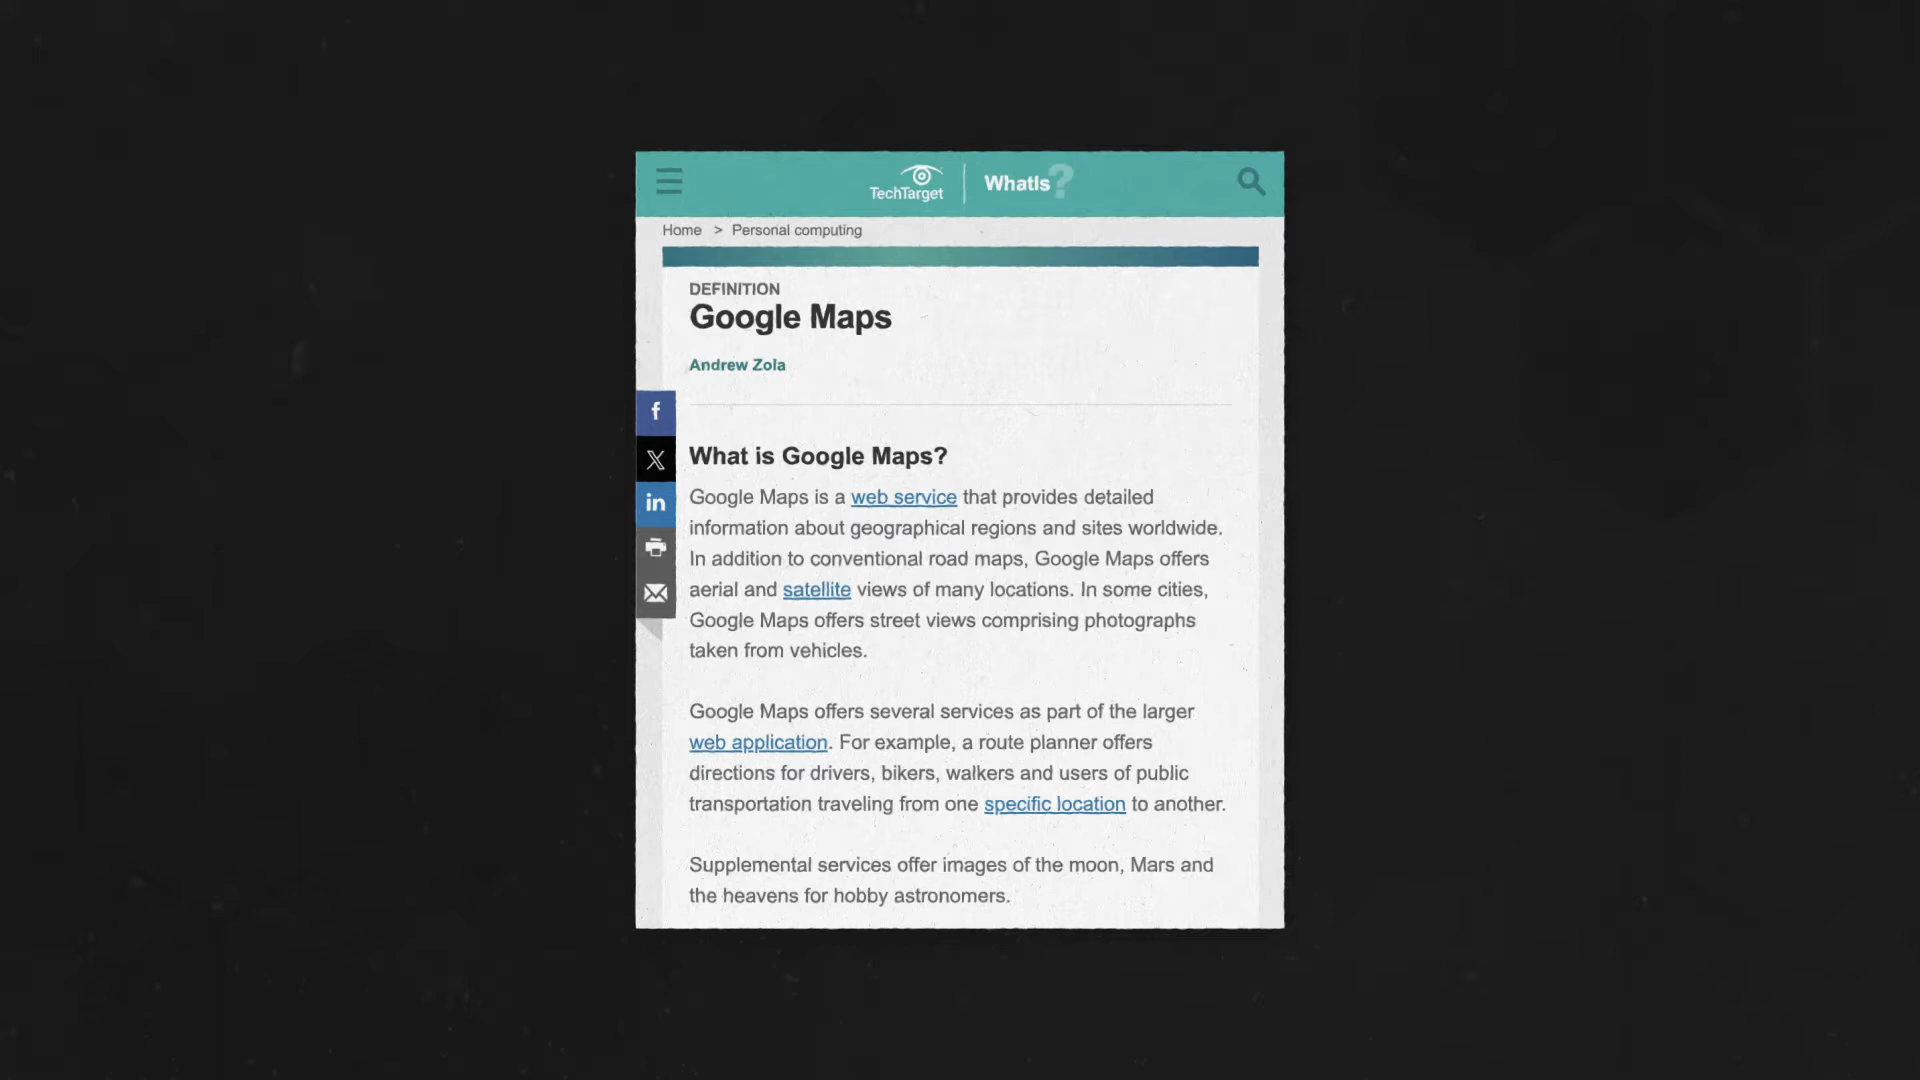 TechTarget | WhatIs?
Home > Personal computing
DEFINITION
Google Maps
Andrew Zola
f
X
in
What is Google Maps?
Google Maps is a web service that provides detailed
information about geographical regions and sites worldwide.
In addition to conventional road maps, Google Maps offers
aerial and satellite views of many locations. In some cities,
Google Maps offers street views comprising photographs
taken from vehicles.
Google Maps offers several services as part of the larger
web application. For example, a route planner offers
directions for drivers, bikers, walkers and users of public
transportation traveling from one specific location to another.
Supplemental services offer images of the moon, Mars and
the heavens for hobby astronomers.